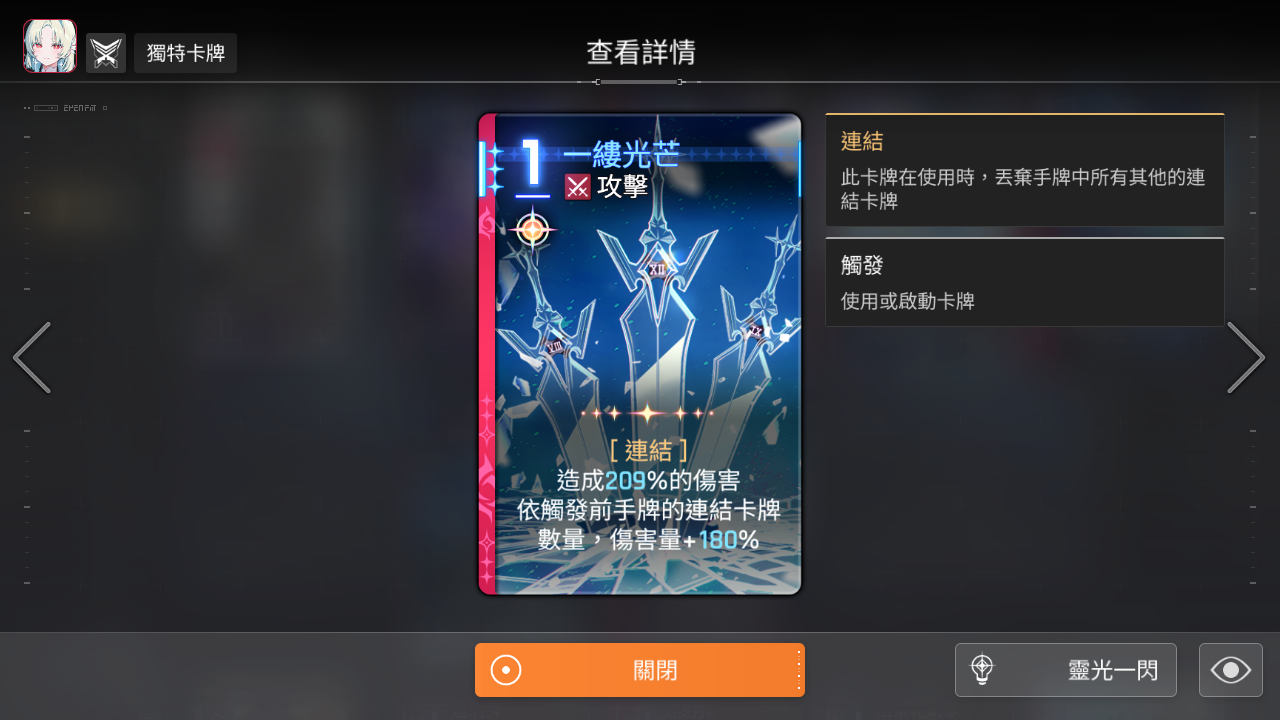 獨特卡牌
查看詳情
1
一縷光芒
攻擊
XII
VIII
IX
[ 連結 ]
造成209%的傷害
依觸發前手牌的連結卡牌
數量，傷害量+180%
連結
此卡牌在使用時，丟棄手牌中所有其他的連
結卡牌
觸發
使用或啟動卡牌
關閉
靈光一閃